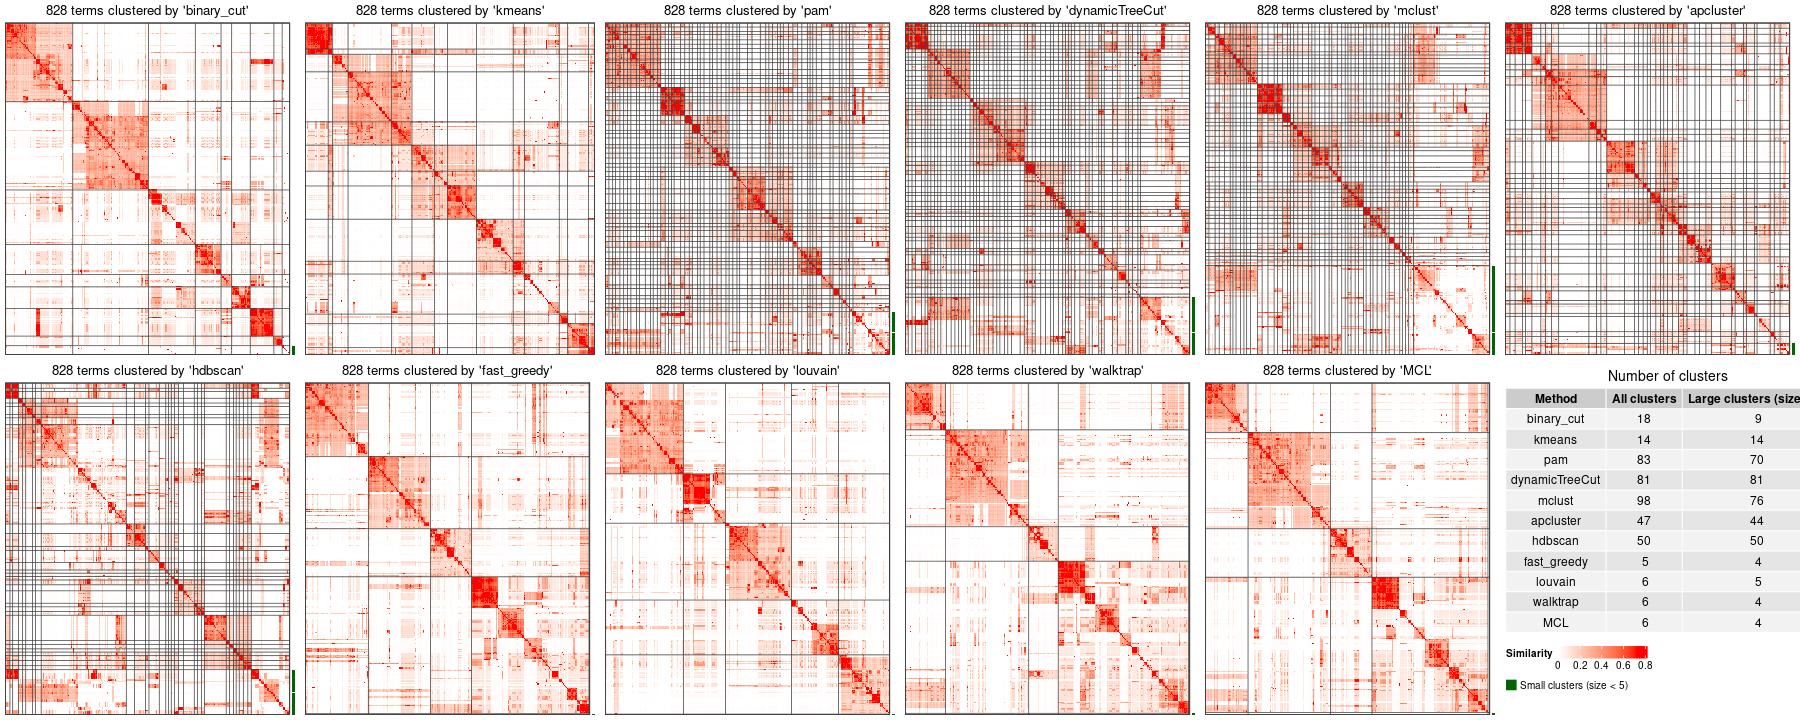 828 terms clustered by 'binary_cut'
828 terms clustered by 'kmeans'
828 terms clustered by 'pam'
828 terms clustered by 'dynamicTreeCut'
828 terms clustered by 'mclust'
828 terms clustered by 'apcluster'
828 terms clustered by 'hdbscan'
828 terms clustered by 'fast_greedy'
828 terms clustered by 'louvain'
828 terms clustered by 'walktrap'
828 terms clustered by 'MCL'
Number of clusters
Method All clusters Large clusters (size
binary_cut 18 9
kmeans 14 14
pam 83 70
dynamicTreeCut 81 81
mclust 98 76
apcluster 47 44
hdbscan 50 50
fast_greedy 5 4
louvain 6 5
walktrap 6 4
MCL 6 4
Similarity
0 0.2 0.4 0.6 0.8
Small clusters (size < 5)